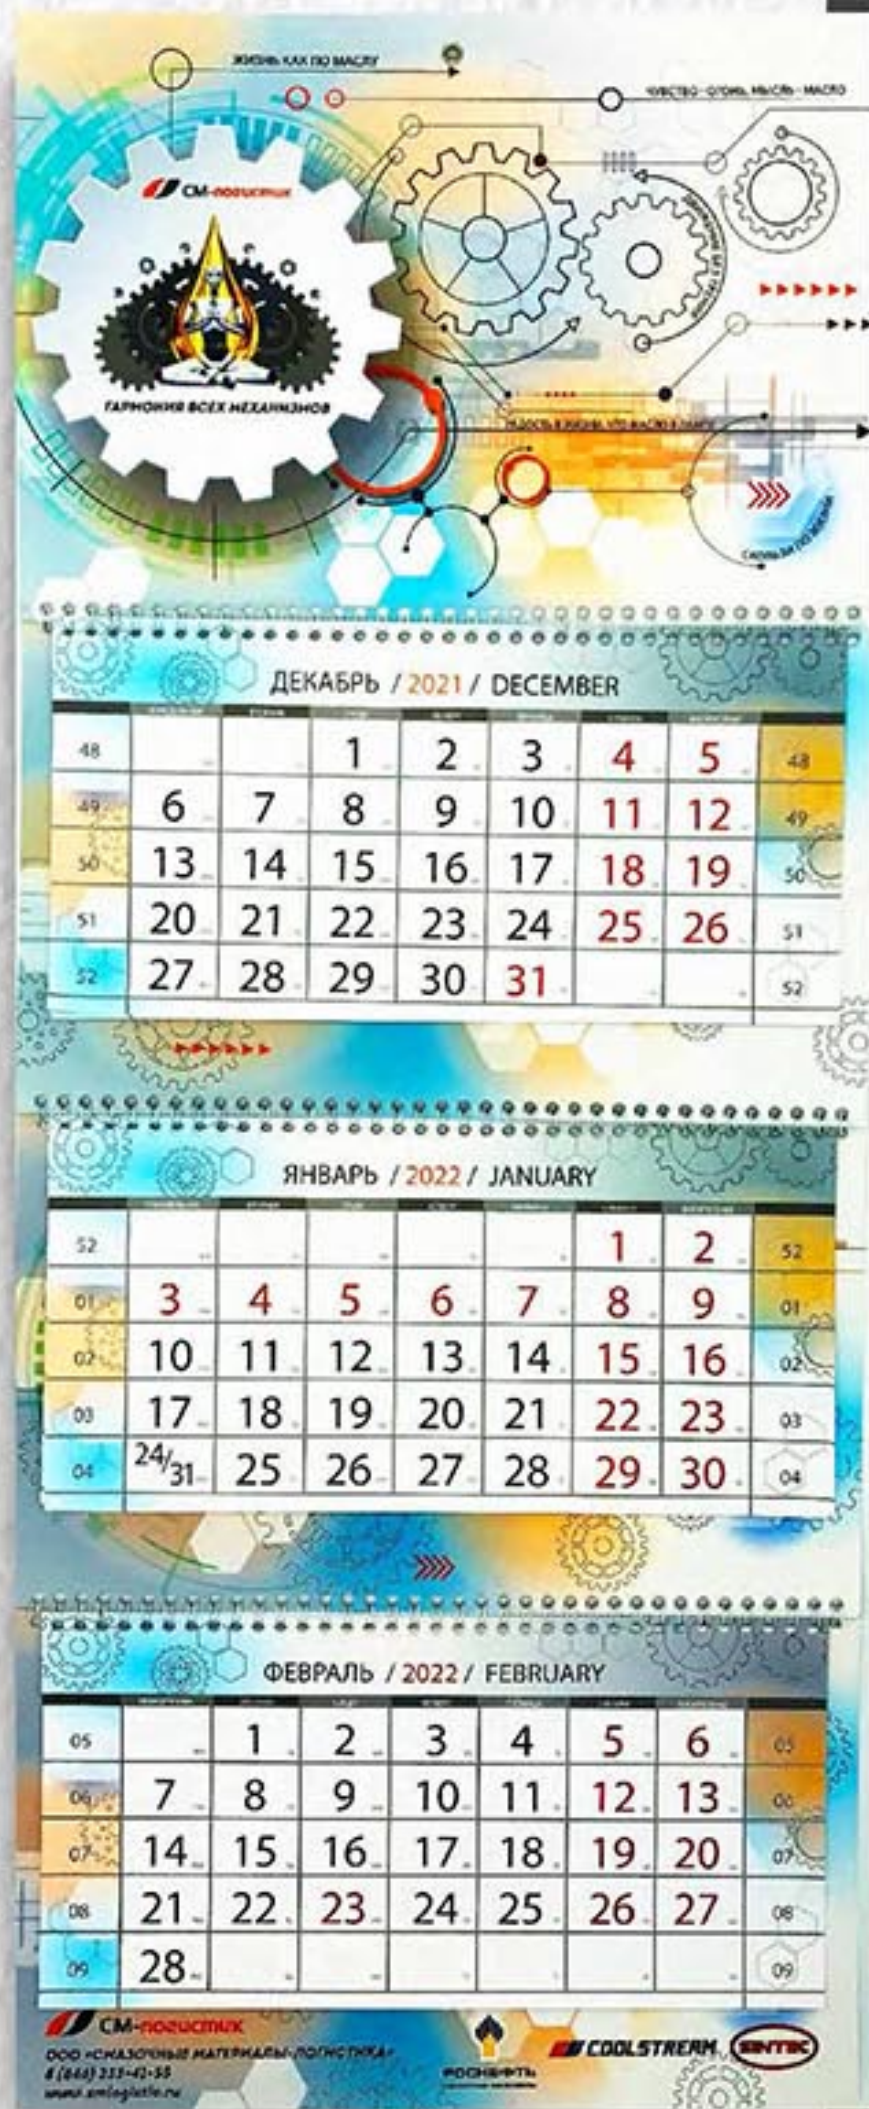 ЖИЗНЬ КАК ПО МАСЛУ
ЧУВСТВО - ОГОНЬ, МЫСЛЬ - МАСЛО
СМ-логистик
ГАРМОНИЯ ВСЕХ МЕХАНИЗМОВ
ДЕКАБРЬ / 2021 / DECEMBER
48 1 2 3 4 5 48
49 6 7 8 9 10 11 12 49
50 13 14 15 16 17 18 19 50
51 20 21 22 23 24 25 26 51
52 27 28 29 30 31 52
ЯНВАРЬ / 2022 / JANUARY
52 1 2 52
01 3 4 5 6 7 8 9 01
02 10 11 12 13 14 15 16 02
03 17 18 19 20 21 22 23 03
04 24/31 25 26 27 28 29 30 04
ФЕВРАЛЬ / 2022 / FEBRUARY
05 1 2 3 4 5 6 05
06 7 8 9 10 11 12 13 06
07 14 15 16 17 18 19 20 07
08 21 22 23 24 25 26 27 08
09 28 09
СМ-логистик
ООО «СМАЗОЧНЫЕ МАТЕРИАЛЫ-ЛОГИСТИКА»
www.smlogistic.ru
РОСНЕФТЬ
COOLSTREAM
SINTEC